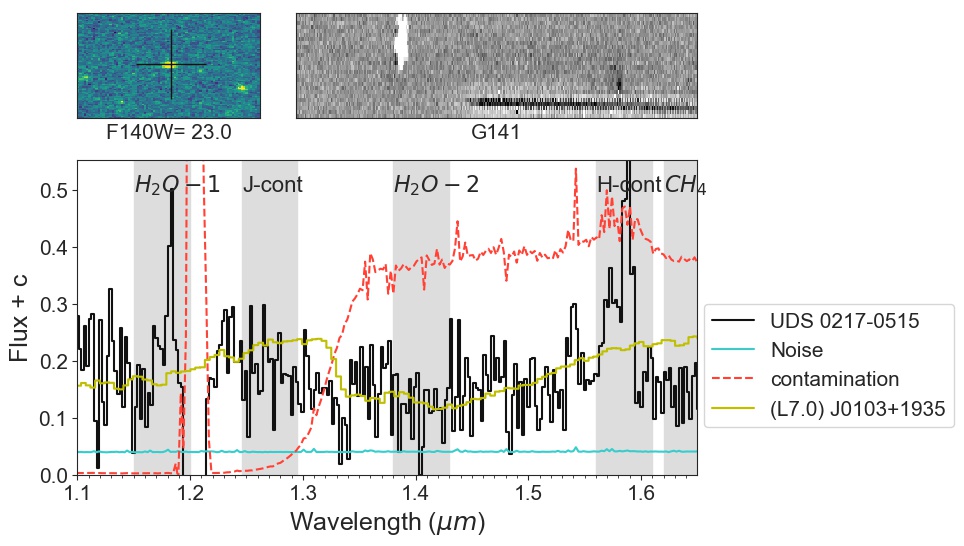 F140W= 23.0
G141
H₂O − 1
J-cont
H₂O − 2
H-cont
CH₄
0.5
0.4
0.3
0.2
0.1
0.0
Flux + c
1.1
1.2
1.3
1.4
1.5
1.6
Wavelength (μm)
UDS 0217-0515
Noise
contamination
(L7.0) J0103+1935